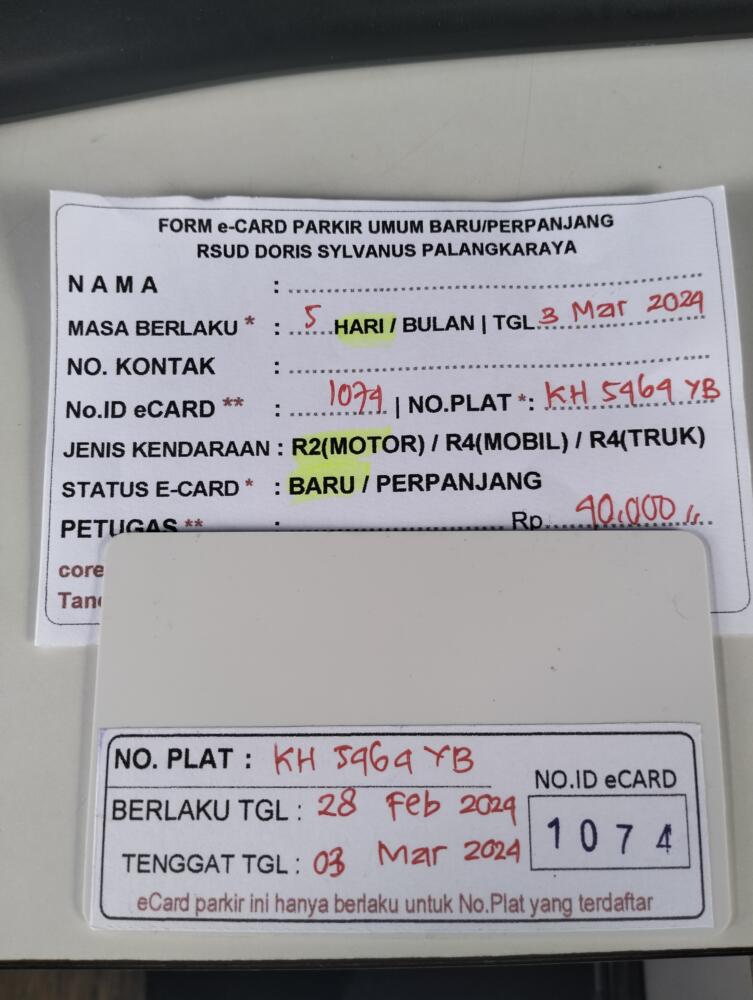 FORM e-CARD PARKIR UMUM BARU/PERPANJANG
RSUD DORIS SYLVANUS PALANGKARAYA
NAMA : ........................
MASA BERLAKU * : 5 HARI / BULAN | TGL 3 Mar 2024
NO. KONTAK : ........................
No.ID eCARD ** : 1074 | NO.PLAT *: KH 5464 YB
JENIS KENDARAAN : R2(MOTOR) / R4(MOBIL) / R4(TRUK)
STATUS E-CARD * : BARU / PERPANJANG
PETUGAS ** : ............ Rp. 40.000,,
core
Tan
NO. PLAT : KH 5464 YB
BERLAKU TGL : 28 Feb 2024
TENGGAT TGL : 03 Mar 2024
NO.ID eCARD
1074
eCard parkir ini hanya berlaku untuk No.Plat yang terdaftar